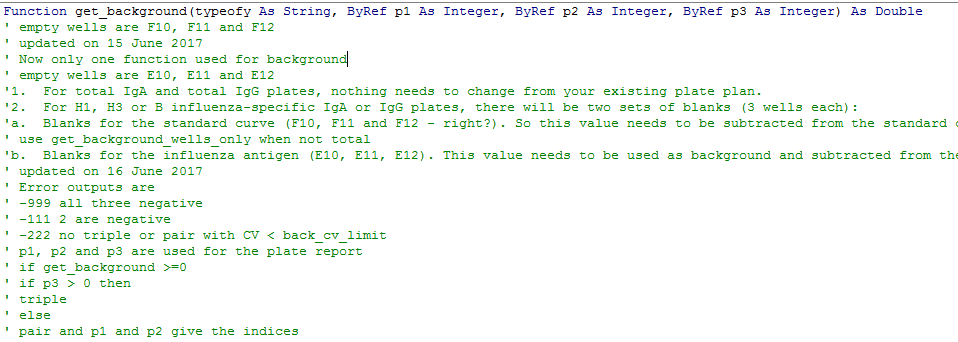 Function get_background(typeofy As String, ByRef p1 As Integer, ByRef p2 As Integer, ByRef p3 As Integer) As Double
' empty wells are F10, F11 and F12
' updated on 15 June 2017
' Now only one function used for background
' empty wells are E10, E11 and E12
'1.  For total IgA and total IgG plates, nothing needs to change from your existing plate plan.
'2.  For H1, H3 or B influenza-specific IgA or IgG plates, there will be two sets of blanks (3 wells each):
'a.  Blanks for the standard curve (F10, F11 and F12 - right?). So this value needs to be subtracted from the standard
' use get_background_wells_only when not total
'b.  Blanks for the influenza antigen (E10, E11, E12). This value needs to be used as background and subtracted from the
' updated on 16 June 2017
' Error outputs are
' -999 all three negative
' -111 2 are negative
' -222 no triple or pair with CV < back_cv_limit
' p1, p2 and p3 are used for the plate report
' if get_background >=0
' if p3 > 0 then
' triple
' else
' pair and p1 and p2 give the indices